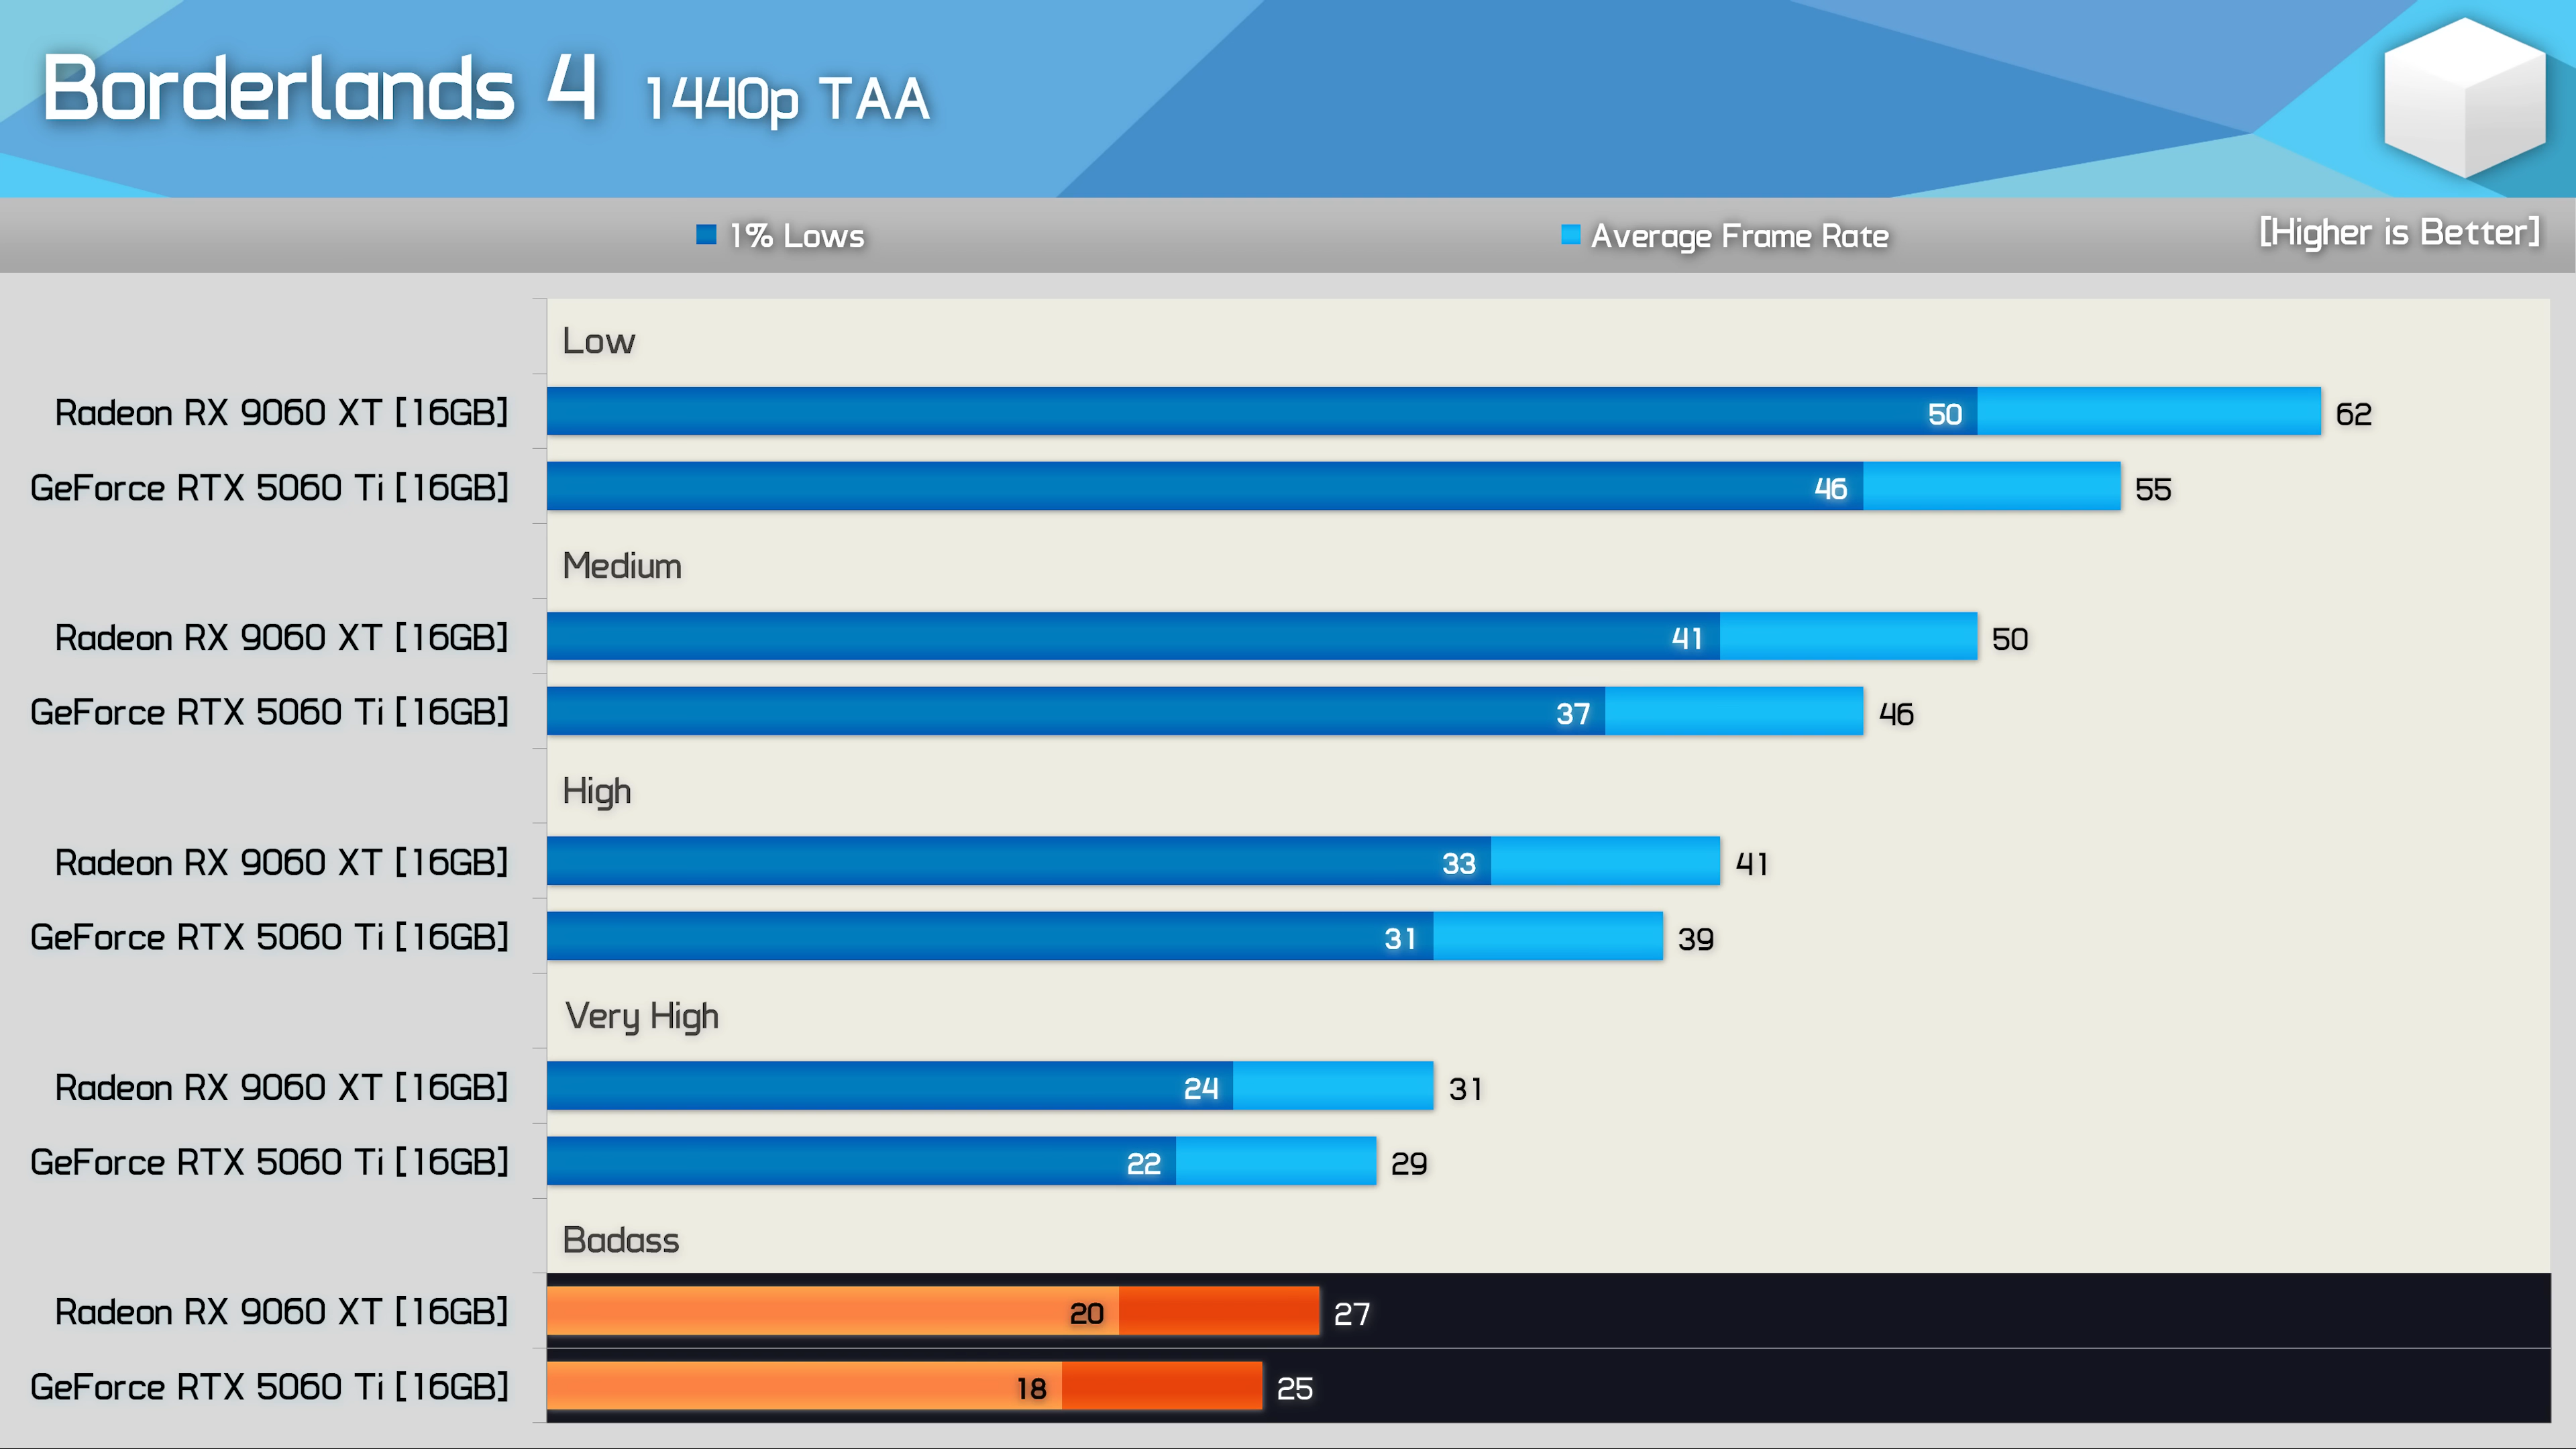 Borderlands 4 1440p TAA
1% Lows Average Frame Rate [Higher is Better]
Low
Radeon RX 9060 XT [16GB] 50 62
GeForce RTX 5060 Ti [16GB] 46 55
Medium
Radeon RX 9060 XT [16GB] 41 50
GeForce RTX 5060 Ti [16GB] 37 46
High
Radeon RX 9060 XT [16GB] 33 41
GeForce RTX 5060 Ti [16GB] 31 39
Very High
Radeon RX 9060 XT [16GB] 24 31
GeForce RTX 5060 Ti [16GB] 22 29
Badass
Radeon RX 9060 XT [16GB] 20 27
GeForce RTX 5060 Ti [16GB] 18 25